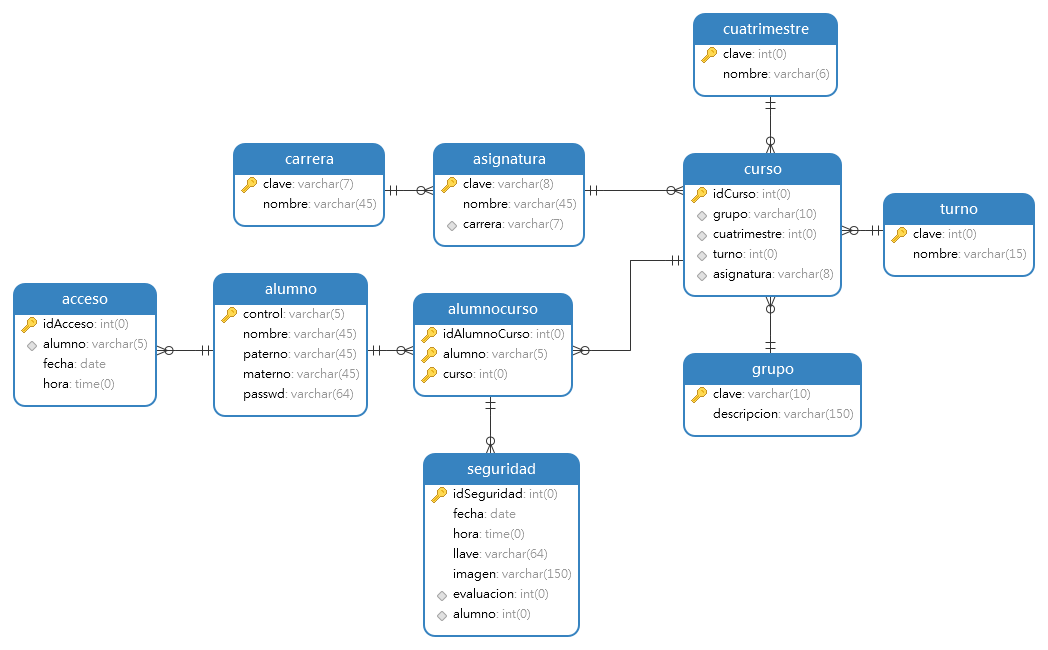 cuatrimestre
clave: int(0)
nombre: varchar(6)
carrera
clave: varchar(7)
nombre: varchar(45)
asignatura
clave: varchar(8)
nombre: varchar(45)
carrera: varchar(7)
curso
idCurso: int(0)
grupo: varchar(10)
cuatrimestre: int(0)
turno: int(0)
asignatura: varchar(8)
turno
clave: int(0)
nombre: varchar(15)
acceso
idAcceso: int(0)
alumno: varchar(5)
fecha: date
hora: time(0)
alumno
control: varchar(5)
nombre: varchar(45)
paterno: varchar(45)
materno: varchar(45)
passwd: varchar(64)
alumnocurso
idAlumnoCurso: int(0)
alumno: varchar(5)
curso: int(0)
grupo
clave: varchar(10)
descripcion: varchar(150)
seguridad
idSeguridad: int(0)
fecha: date
hora: time(0)
llave: varchar(64)
imagen: varchar(150)
evaluacion: int(0)
alumno: int(0)